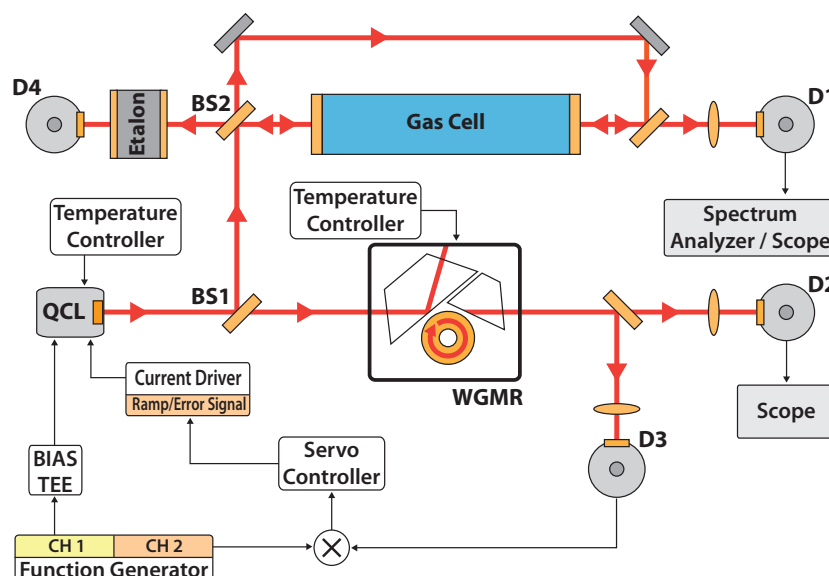 D4
BS2
Etalon
Gas Cell
D1
Temperature
Controller
Temperature
Controller
Spectrum
Analyzer / Scope
QCL
BS1
D2
WGMR
Current Driver
Ramp/Error Signal
Scope
BIAS
TEE
Servo
Controller
D3
CH 1
CH 2
Function Generator